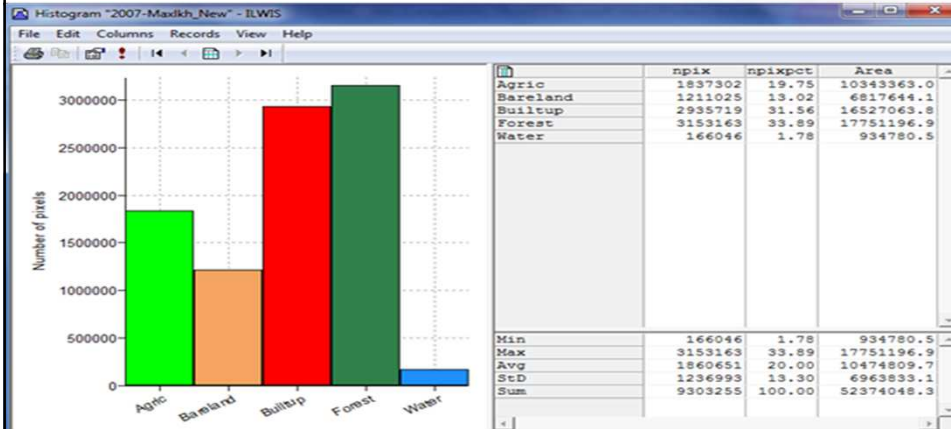 Histogram "2007-Maxlkh_New" - ILWIS
File Edit Columns Records View Help
Number of pixels
3000000
2500000
2000000
1500000
1000000
500000
0
Agric Bareland Builtup Forest Water
npix npixpct Area
Agric 1837302 19.75 10343363.0
Bareland 1211025 13.02 6817644.1
Builtup 2935719 31.56 16527063.8
Forest 3153163 33.89 17751196.9
Water 166046 1.78 934780.5
Min 166046 1.78 934780.5
Max 3153163 33.89 17751196.9
Avg 1860651 20.00 10474809.7
StD 1236993 13.30 6963833.1
Sum 9303255 100.00 52374048.3